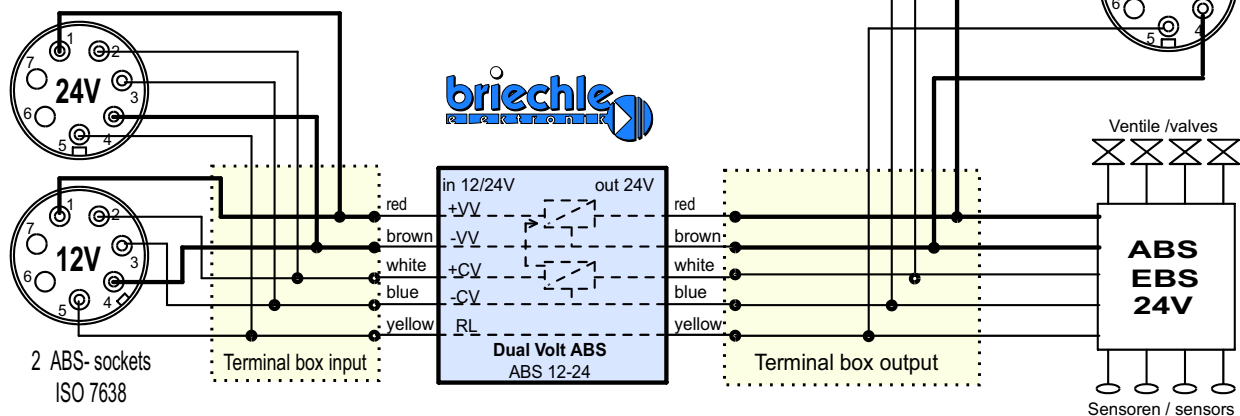 6
5
4
1
2
7
24V
3
6
5
4
briechle
elektronik
Ventile /valves
in 12/24V
out 24V
1
2
7
12V
3
6
5
4
red
+VV
red
brown
-VV
brown
white
+CV
white
blue
-CV
blue
yellow
RL
yellow
ABS
EBS
24V
2 ABS- sockets
ISO 7638
Terminal box input
Dual Volt ABS
ABS 12-24
Terminal box output
Sensoren / sensors